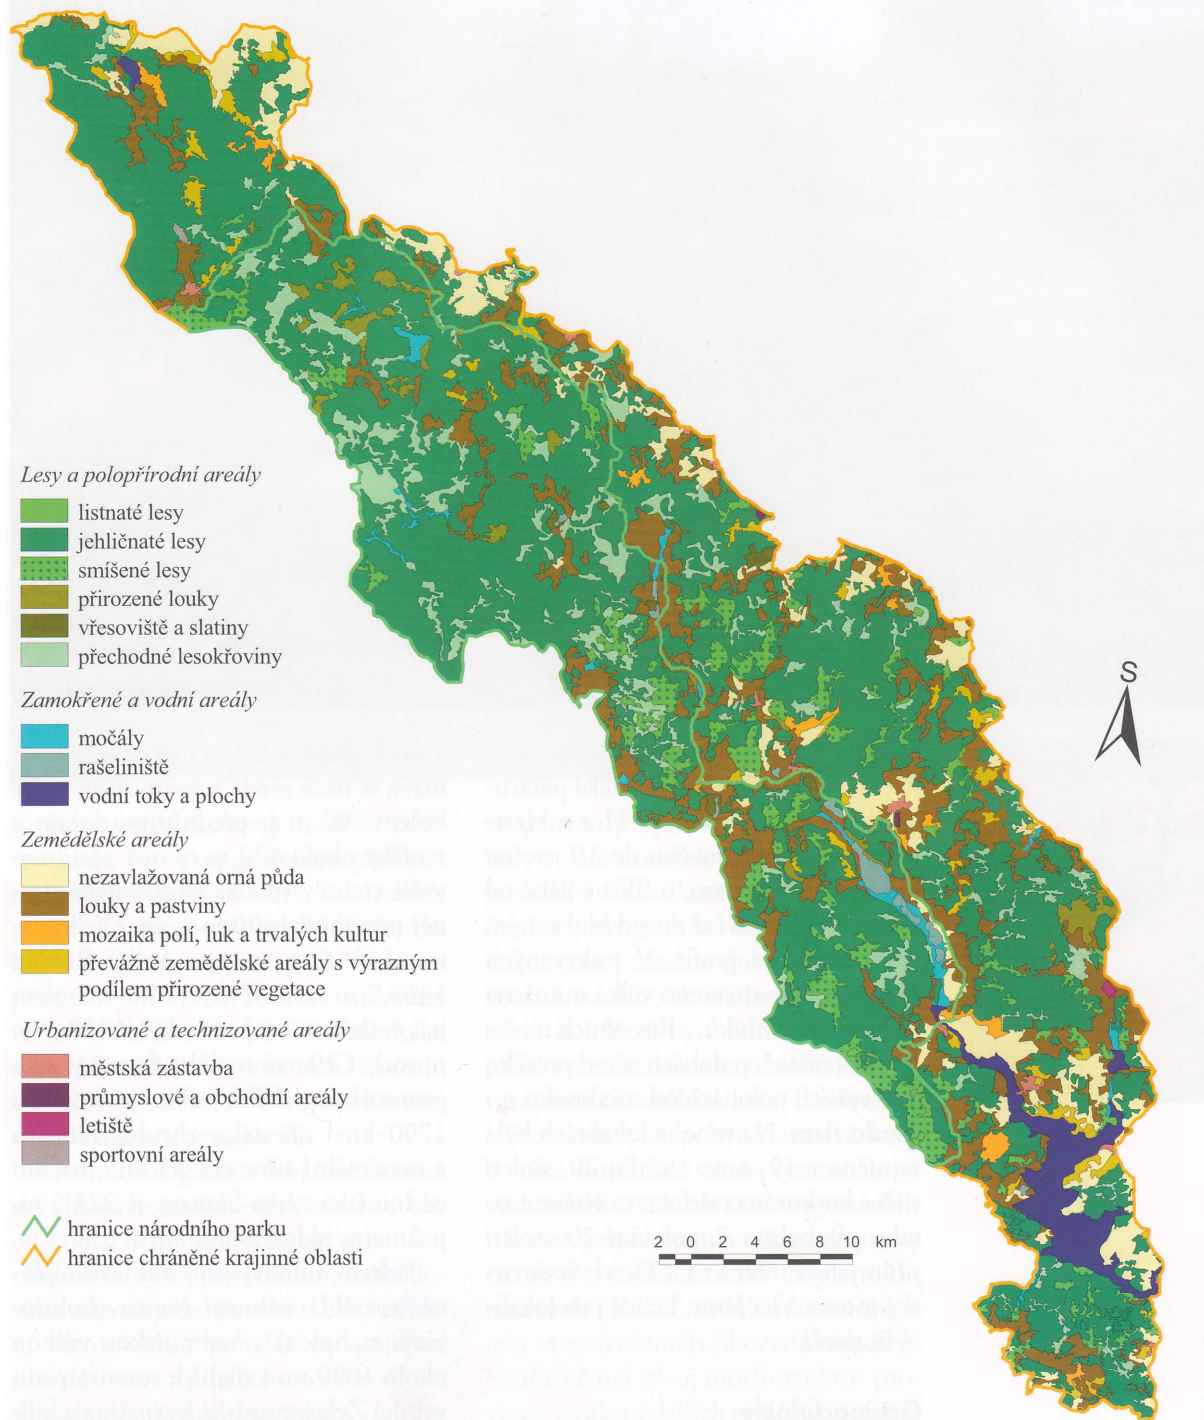 Lesy a polopřírodní areály
listnaté lesy
jehličnaté lesy
smíšené lesy
přirozené louky
vřesoviště a slatiny
přechodné lesokřoviny
Zamokřené a vodní areály
močály
rašeliniště
vodní toky a plochy
Zemědělské areály
nezavlažovaná orná půda
louky a pastviny
mozaika polí, luk a trvalých kultur
převážně zemědělské areály s výrazným
podílem přirozené vegetace
Urbanizované a technizované areály
městská zástavba
průmyslové a obchodní areály
letiště
sportovní areály
hranice národního parku
hranice chráněné krajinné oblasti
S
2 0 2 4 6 8 10 km